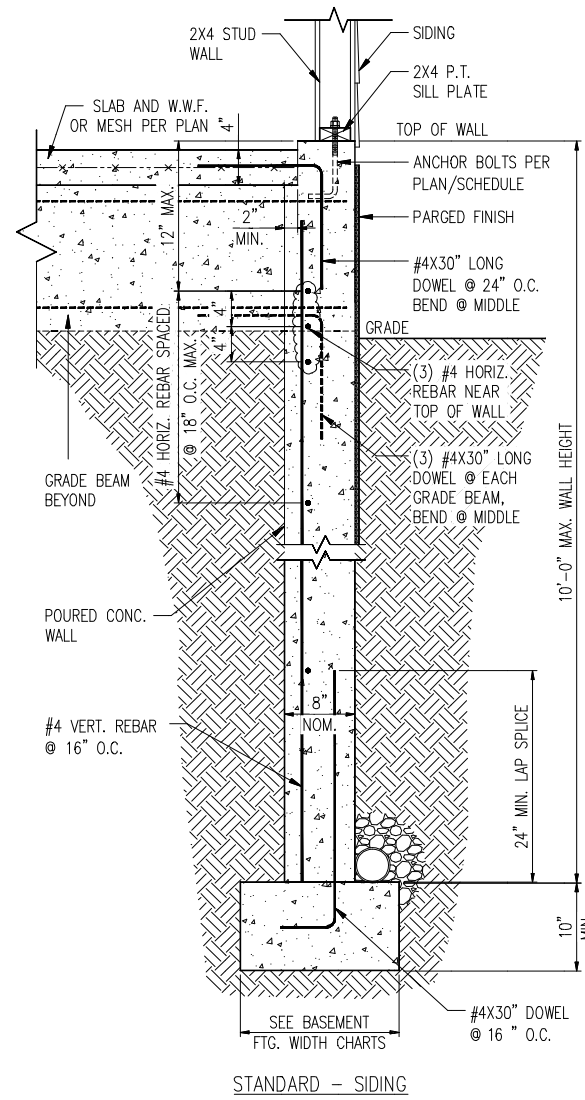 2X4 STUD
WALL
SIDING
2X4 P.T.
SILL PLATE
SLAB AND W.W.F.
OR MESH PER PLAN
4"
TOP OF WALL
ANCHOR BOLTS PER
PLAN/SCHEDULE
12" MAX.
2"
MIN.
PARGED FINISH
#4X30" LONG
DOWEL @ 24" O.C.
BEND @ MIDDLE
4"
4"
GRADE
#4 HORIZ. REBAR SPACED
@ 18" O.C. MAX.
(3) #4 HORIZ.
REBAR NEAR
TOP OF WALL
GRADE BEAM
BEYOND
(3) #4X30" LONG
DOWEL @ EACH
GRADE BEAM,
BEND @ MIDDLE
10'-0" MAX. WALL HEIGHT
POURED CONC.
WALL
8"
NOM.
#4 VERT. REBAR
@ 16" O.C.
24" MIN. LAP SPLICE
10"
MIN.
SEE BASEMENT
FTG. WIDTH CHARTS
#4X30" DOWEL
@ 16 " O.C.
STANDARD - SIDING